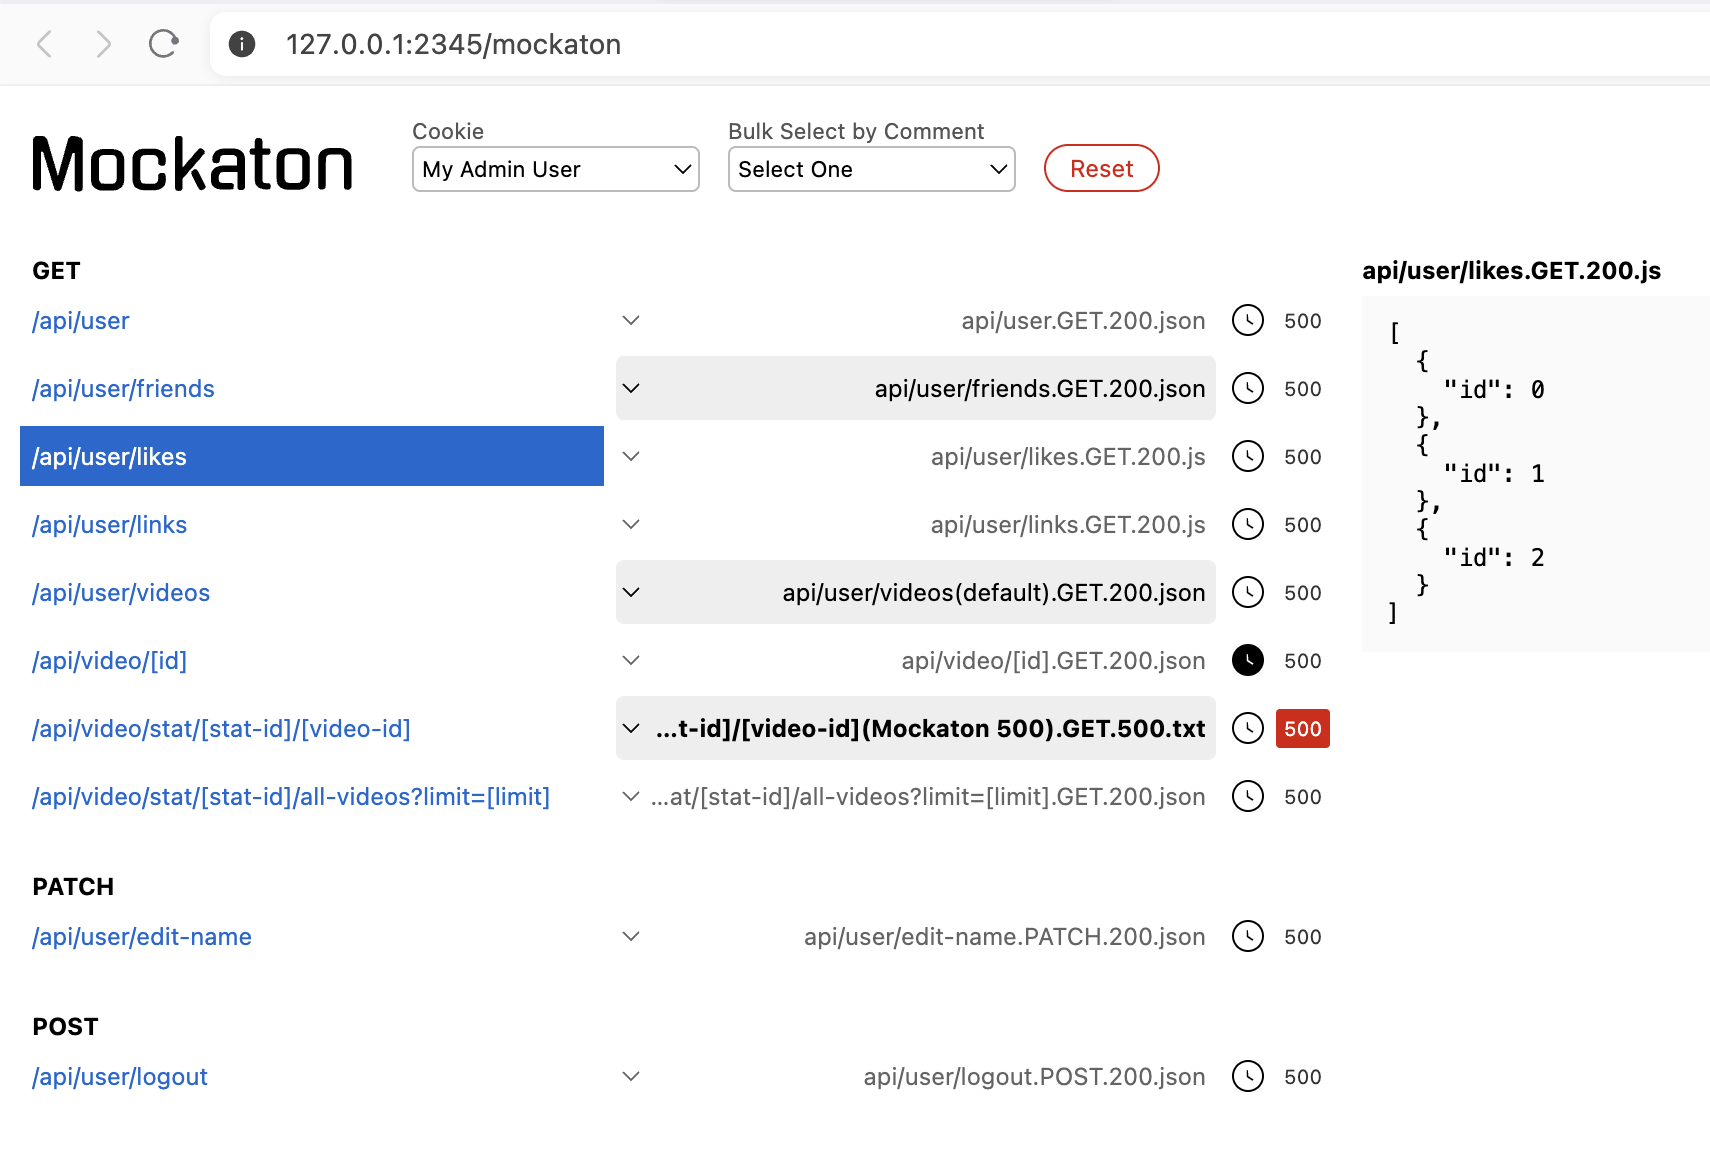 127.0.0.1:2345/mockaton
Mockaton
Cookie
My Admin User
Bulk Select by Comment
Select One
Reset
GET
/api/user api/user.GET.200.json 500
/api/user/friends api/user/friends.GET.200.json 500
/api/user/likes api/user/likes.GET.200.js 500
/api/user/links api/user/links.GET.200.js 500
/api/user/videos api/user/videos(default).GET.200.json 500
/api/video/[id] api/video/[id].GET.200.json 500
/api/video/stat/[stat-id]/[video-id] ...t-id]/[video-id](Mockaton 500).GET.500.txt 500
/api/video/stat/[stat-id]/all-videos?limit=[limit] ...at/[stat-id]/all-videos?limit=[limit].GET.200.json 500
PATCH
/api/user/edit-name api/user/edit-name.PATCH.200.json 500
POST
/api/user/logout api/user/logout.POST.200.json 500
api/user/likes.GET.200.js
[
  {
    "id": 0
  },
  {
    "id": 1
  },
  {
    "id": 2
  }
]